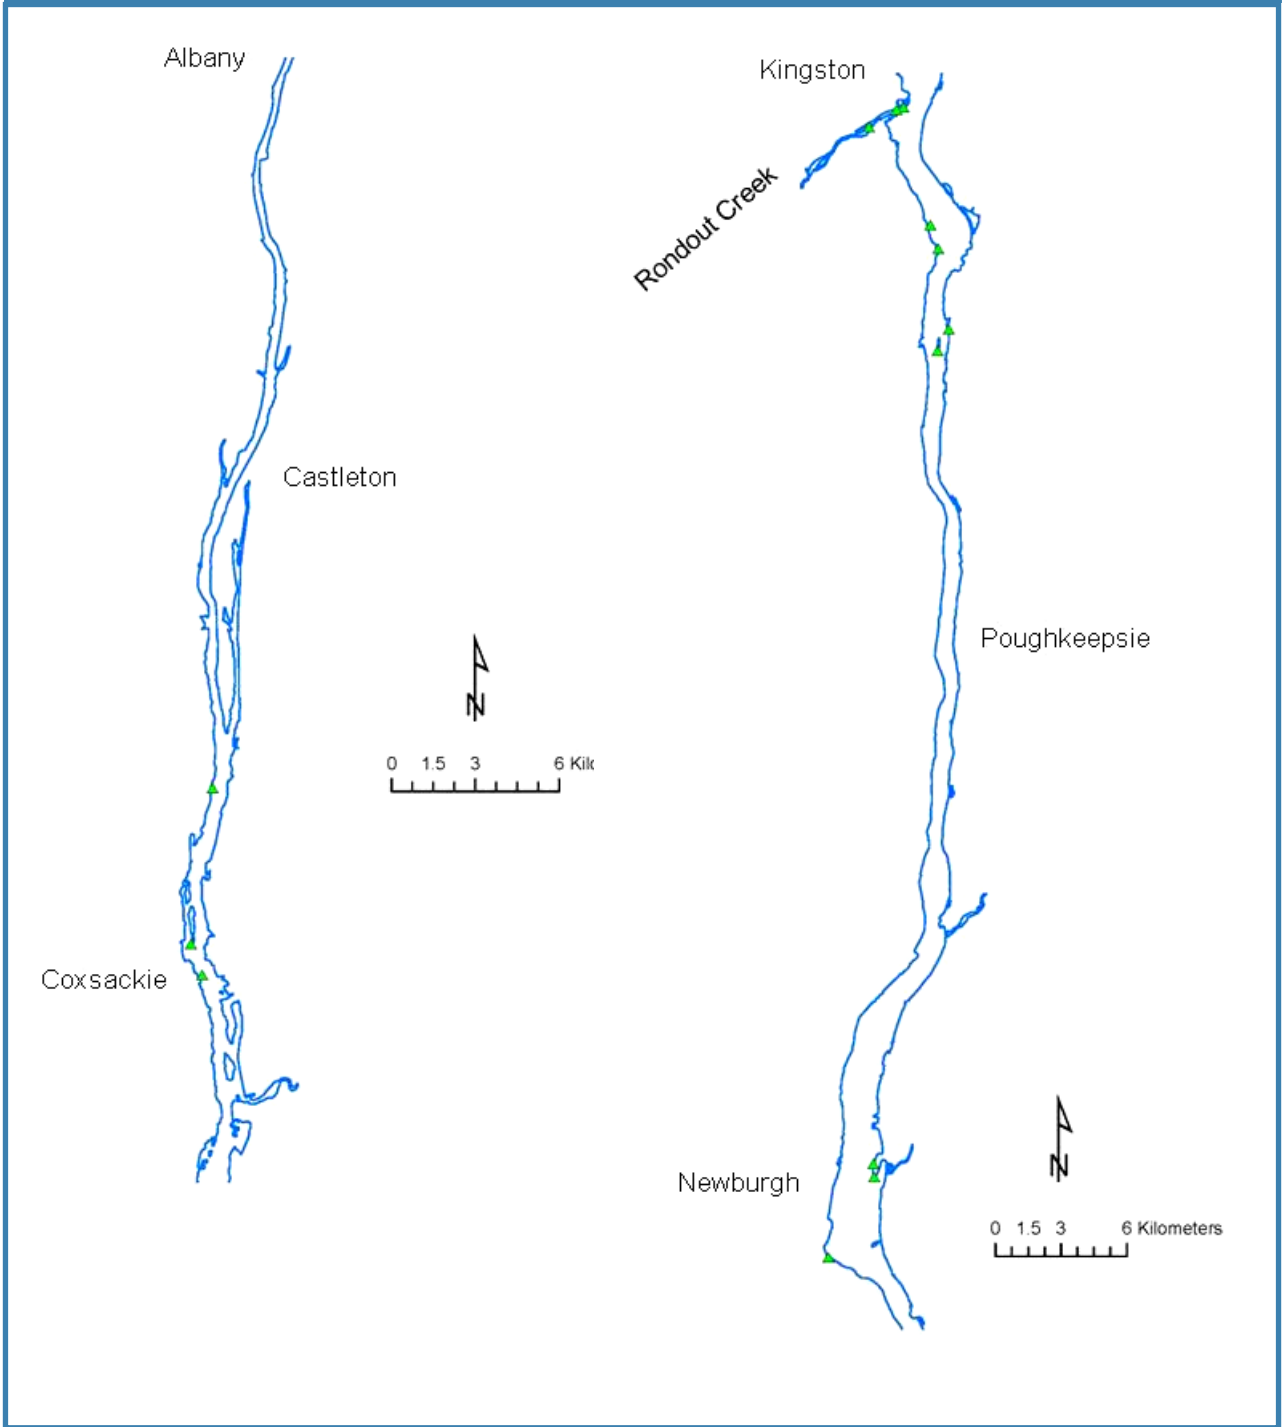 Albany
Castleton
N
0 1.5 3 6 Kil
Coxsackie
Kingston
Rondout Creek
Poughkeepsie
Newburgh
N
0 1.5 3 6 Kilometers